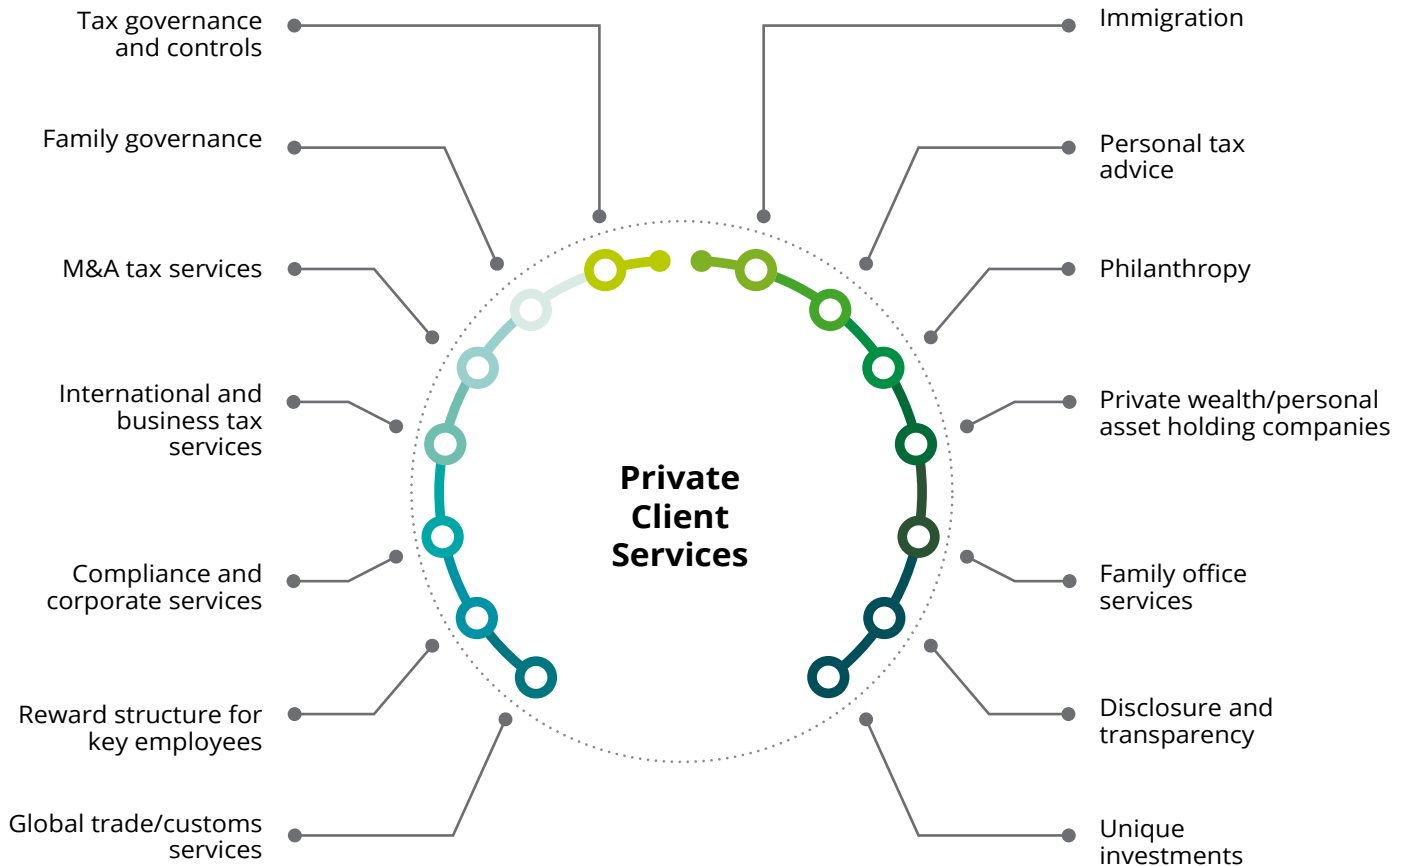 Tax governance
and controls
Family governance
M&A tax services
International and
business tax
services
Compliance and
corporate services
Reward structure for
key employees
Global trade/customs
services
Private
Client
Services
Immigration
Personal tax
advice
Philanthropy
Private wealth/personal
asset holding companies
Family office
services
Disclosure and
transparency
Unique
investments